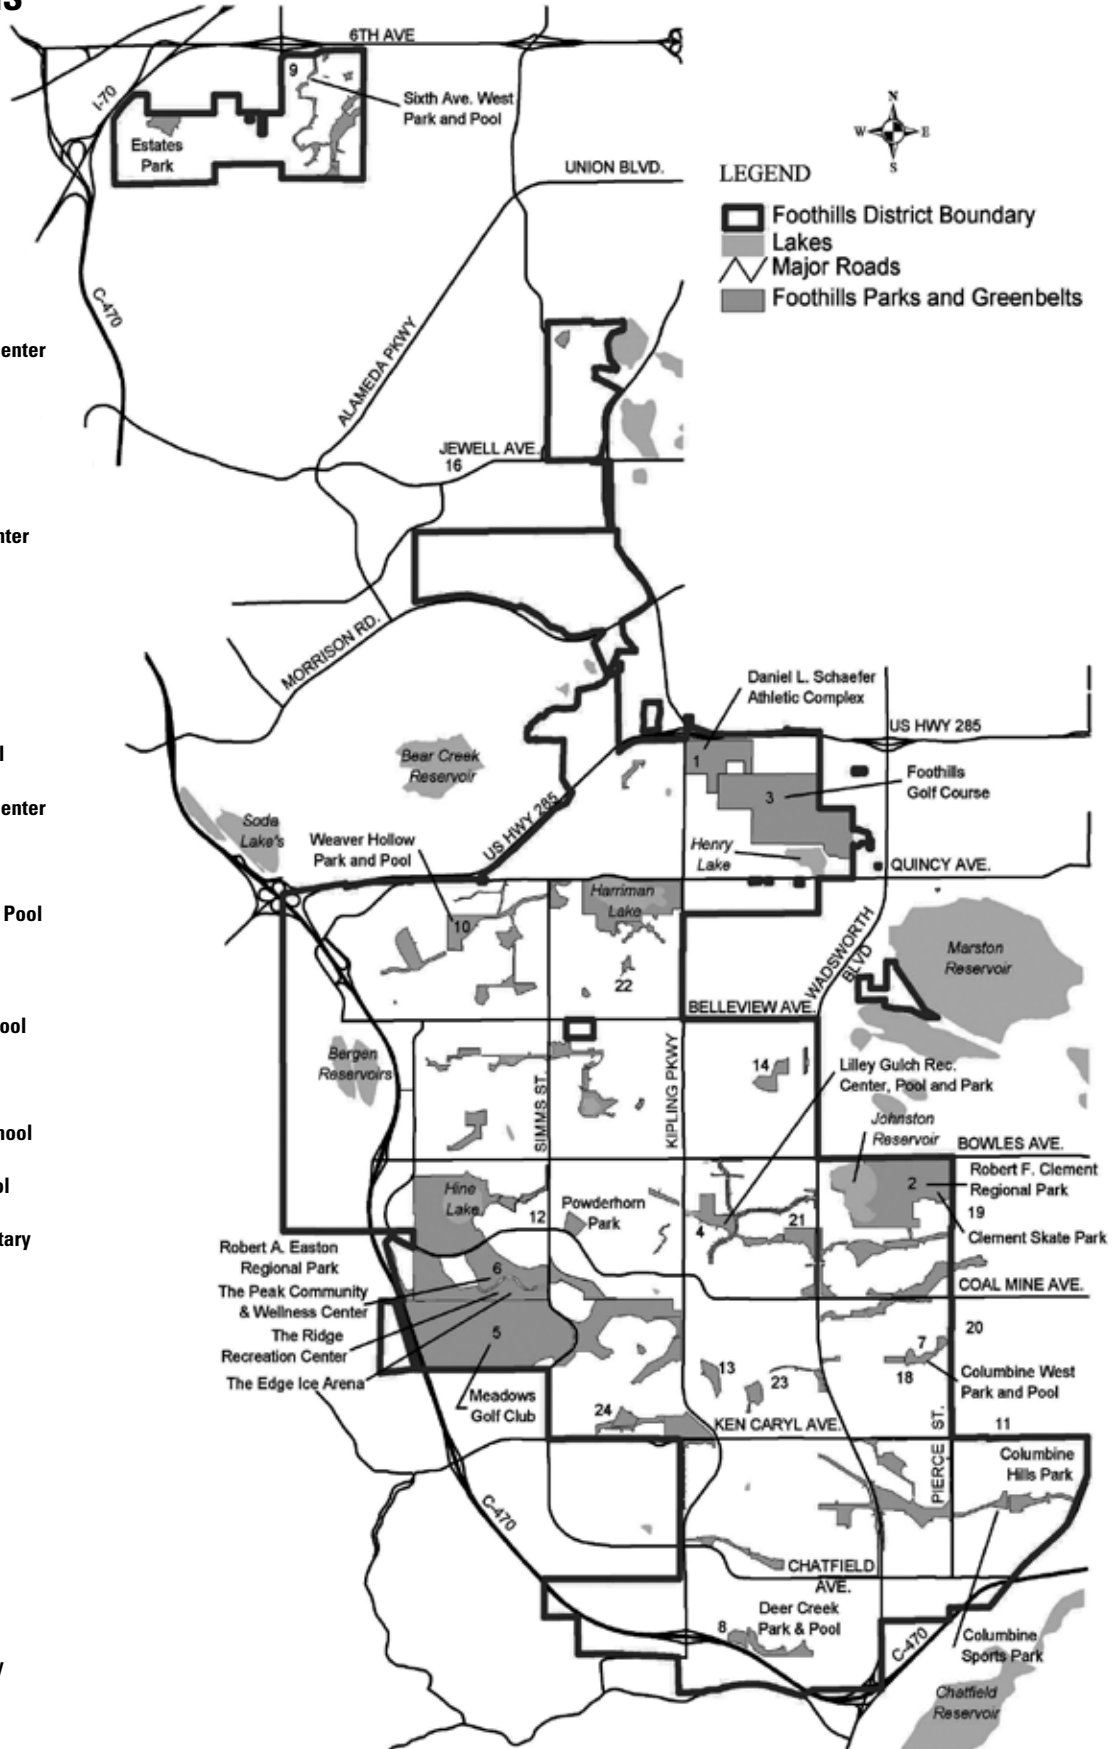 6TH AVE
9
I-70
Sixth Ave. West
Park and Pool
Estates
Park
N
W
E
S
UNION BLVD.
LEGEND
Foothills District Boundary
Lakes
Major Roads
Foothills Parks and Greenbelts
C-470
enter
ALAMEDA PKWY
JEWELL AVE.
16
nter
MORRISON RD.
Daniel L. Schaefer
Athletic Complex
US HWY 285
l
Bear Creek
Reservoir
1
3
Foothills
Golf Course
enter
Soda
Lake's
US HWY 285
Weaver Hollow
Park and Pool
Henry
Lake
QUINCY AVE.
Harriman
Lake
Pool
10
WADSWORTH
BLVD
Marston
Reservoir
22
BELLEVIEW AVE.
ool
Bergen
Reservoirs
SIMMS ST.
KIPLING PKWY
14
Lilley Gulch Rec.
Center, Pool and Park
Johnston
Reservoir
hool
BOWLES AVE.
Robert F. Clement
Regional Park
2
19
Clement Skate Park
ol
Hine
Lake
12
Powderhorn
Park
4
21
tary
Robert A. Easton
Regional Park
6
The Peak Community
& Wellness Center
COAL MINE AVE.
The Ridge
Recreation Center
5
20
7
The Edge Ice Arena
13
23
18
Columbine West
Park and Pool
Meadows
Golf Club
24
KEN CARYL AVE.
PIERCE ST.
11
Columbine
Hills Park
C-470
CHATFIELD
AVE.
Deer Creek
Park & Pool
8
C-470
Columbine
Sports Park
y
Chatfield
Reservoir